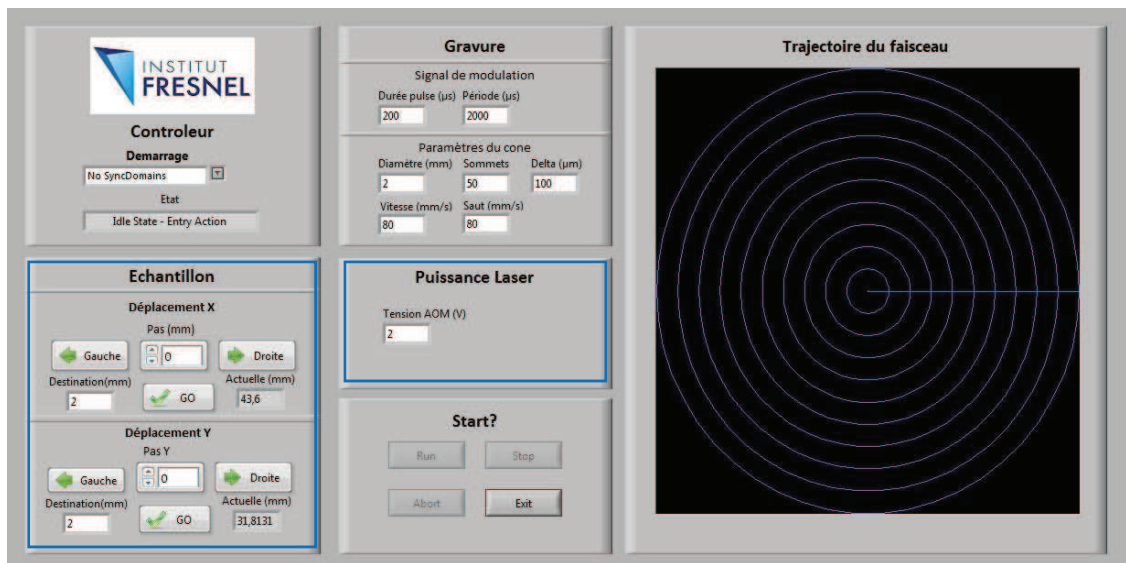 INSTITUT
FRESNEL
Controleur
Demarrage
No SyncDomains
Etat
Idle State - Entry Action
Echantillon
Déplacement X
Pas (mm)
Gauche
0
Droite
Destination(mm)
Actuelle (mm)
2
GO
43,6
Déplacement Y
Pas Y
Gauche
0
Droite
Destination(mm)
Actuelle (mm)
2
GO
31,8131
Gravure
Signal de modulation
Durée pulse (µs) Période (µs)
200 2000
Paramètres du cone
Diamètre (mm) Sommets Delta (µm)
2 50 100
Vitesse (mm/s) Saut (mm/s)
80 80
Puissance Laser
Tension AOM (V)
2
Start?
Run Stop
Abort Exit
Trajectoire du faisceau